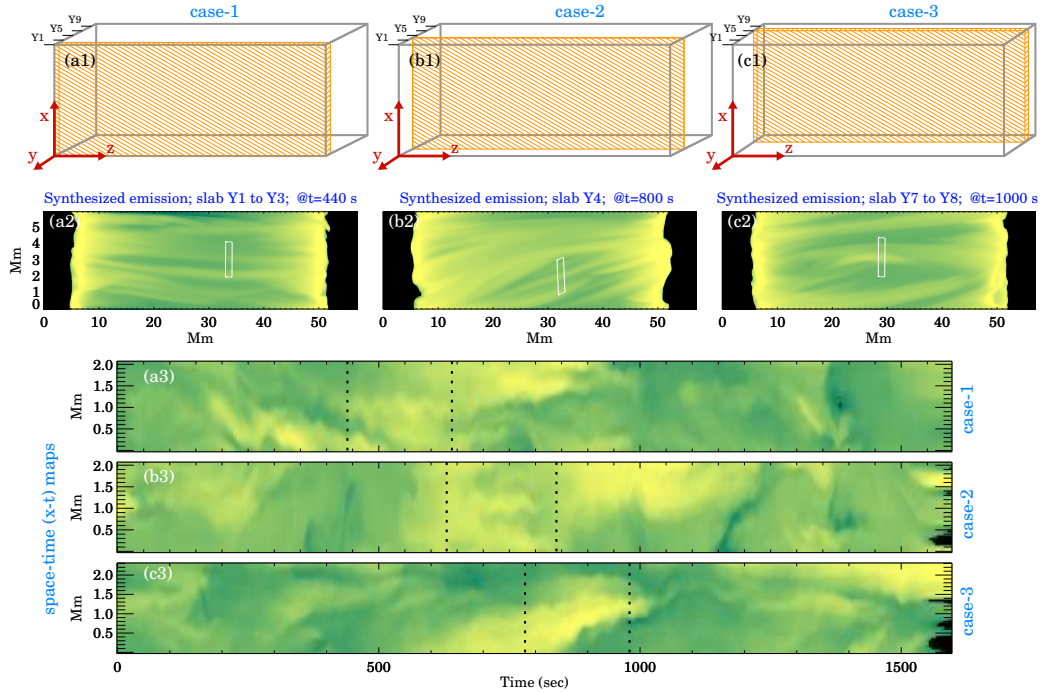 case-1 case-2 case-3
Y9 Y9 Y9
Y5 Y5 Y5
Y1 Y1 Y1
(a1) (b1) (c1)
x x x
y z y z y z
Synthesized emission; slab Y1 to Y3; @t=440 s
Synthesized emission; slab Y4; @t=800 s
Synthesized emission; slab Y7 to Y8; @t=1000 s
(a2) (b2) (c2)
5
4
3
2
1
0
Mm
0 10 20 30 40 50
0 10 20 30 40 50
0 10 20 30 40 50
Mm Mm Mm
space-time (x-t) maps
(a3)
2.0
1.5
1.0
0.5
Mm
case-1
(b3)
2.0
1.5
1.0
0.5
Mm
case-2
(c3)
2.0
1.5
1.0
0.5
Mm
case-3
0 500 1000 1500
Time (sec)